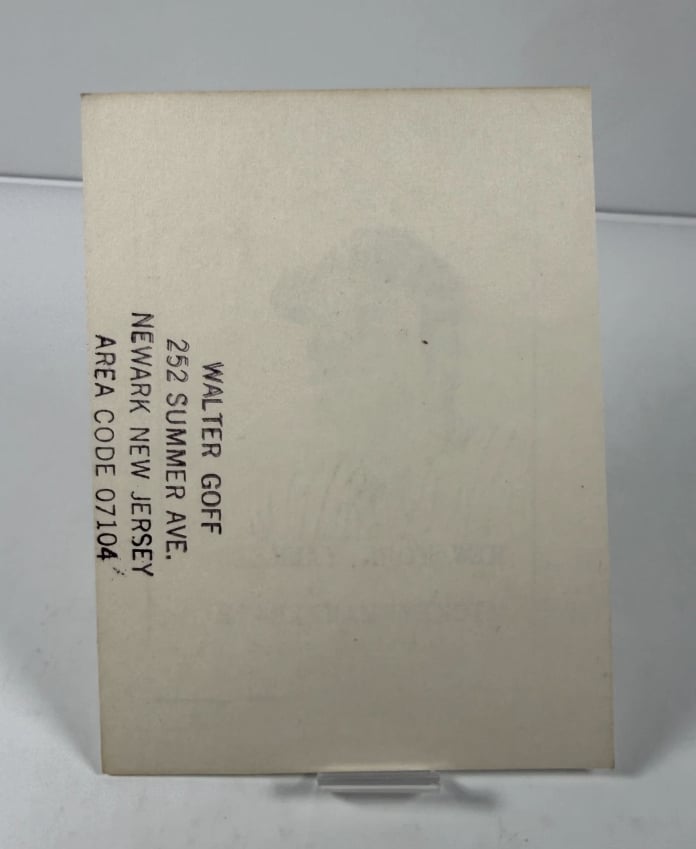 WALTER GOFF
252 SUMMER AVE.
NEWARK NEW JERSEY
AREA CODE 07104